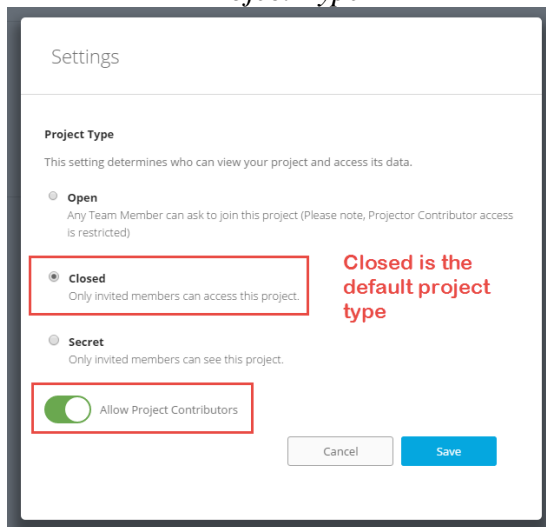 Settings
Project Type
This setting determines who can view your project and access its data.
Open
Any Team Member can ask to join this project (Please note, Projector Contributor access
is restricted)
Closed
Only invited members can access this project.
Closed is the
default project
type
Secret
Only invited members can see this project.
Allow Project Contributors
Cancel
Save